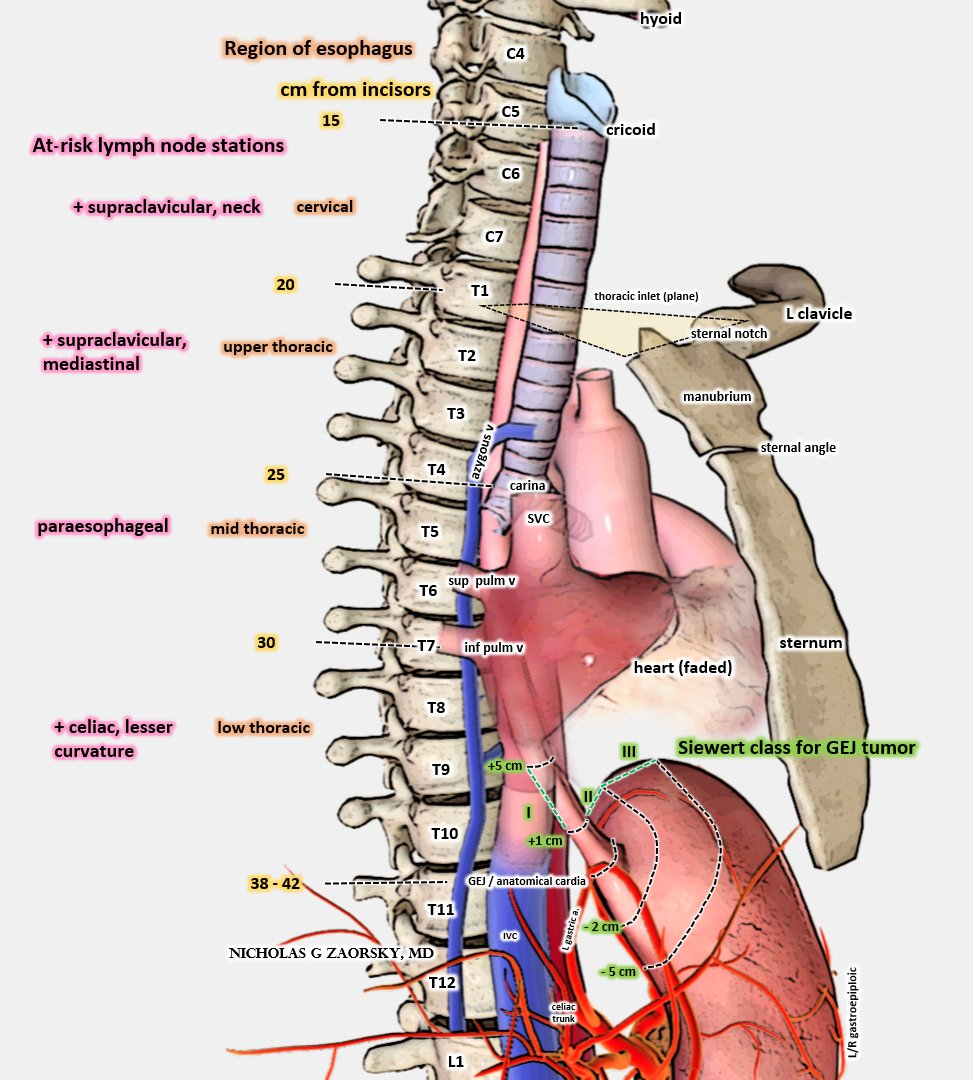 hyoid
Region of esophagus
C4
cm from incisors
C5
15
cricoid
At-risk lymph node stations
C6
+ supraclavicular, neck
cervical
C7
20
T1
thoracic inlet (plane)
L clavicle
sternal notch
+ supraclavicular,
mediastinal
upper thoracic
T2
manubrium
T3
azygous v
sternal angle
25
T4
carina
paraesophageal
mid thoracic
T5
SVC
T6
sup pulm v
30
T7
inf pulm v
sternum
heart (faded)
T8
+ celiac, lesser
curvature
low thoracic
III
Siewert class for GEJ tumor
T9
+5 cm
II
I
T10
+1 cm
38 - 42
GEJ / anatomical cardia
T11
L gastric a.
- 2 cm
IVC
NICHOLAS G ZAORSKY, MD
- 5 cm
T12
celiac
trunk
L/R gastroepiploic
L1